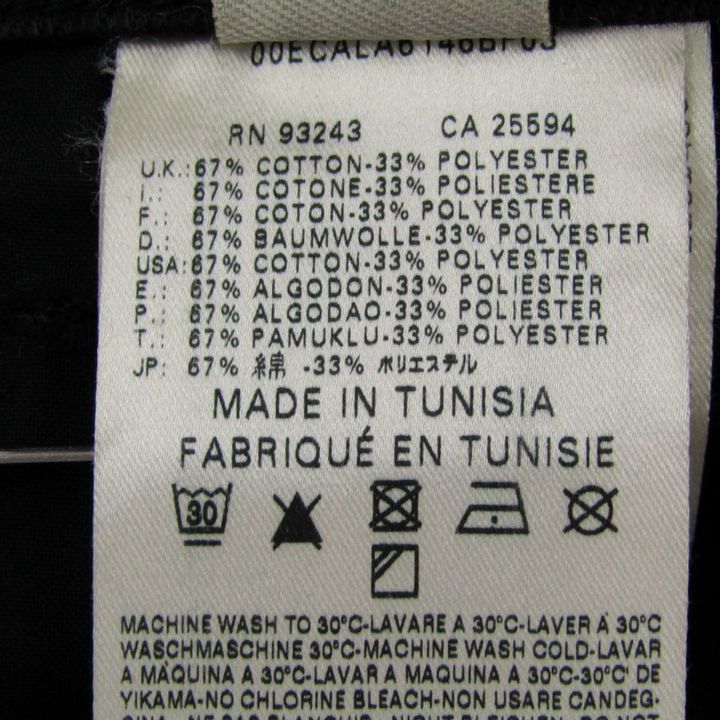 RN 93243 CA 25594
U.K.:67% COTTON-33% POLYESTER
I.: 67% COTONE-33% POLIESTERE
F.: 67% COTON-33% POLYESTER
D.: 67% BAUMWOLLE-33% POLYESTER
USA:67% COTTON-33% POLYESTER
E.: 67% ALGODON-33% POLIESTER
P.: 67% ALGODAO-33% POLIESTER
T.: 67% PAMUKLU-33% POLYESTER
JP: 67% 綿 -33% ポリエステル
MADE IN TUNISIA
FABRIQUÉ EN TUNISIE
30
MACHINE WASH TO 30°C-LAVARE A 30°C-LAVER À 30°C
WASCHMASCHINE 30°C-MACHINE WASH COLD-LAVAR
A MÀQUINA A 30°C-LAVAR A MAQUINA A 30°C-30°C' DE
YIKAMA-NO CHLORINE BLEACH-NON USARE CANDEG-